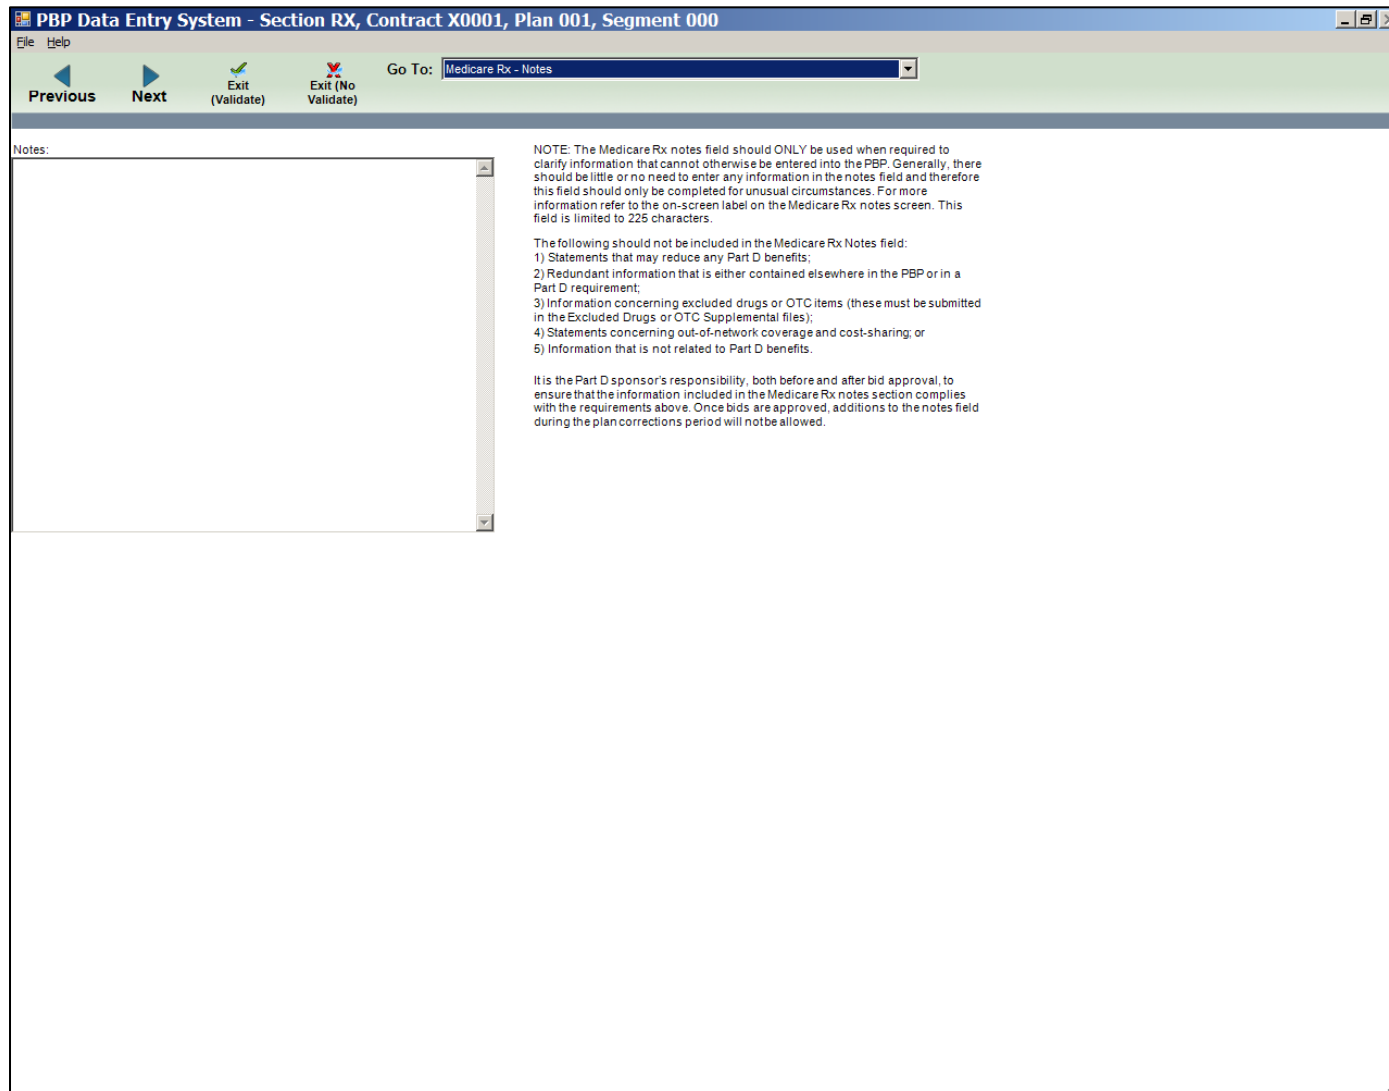 PBP Data Entry System - Section RX, Contract X0001, Plan 001, Segment 000
File Help
Previous
Next
Exit
(Validate)
Exit (No
Validate)
Go To: Medicare Rx - Notes
Notes:
NOTE: The Medicare Rx notes field should ONLY be used when required to
clarify information that cannot otherwise be entered into the PBP. Generally, there
should be little or no need to enter any information in the notes field and therefore
this field should only be completed for unusual circumstances. For more
information refer to the on-screen label on the Medicare Rx notes screen. This
field is limited to 225 characters.
The following should not be included in the Medicare Rx Notes field:
1) Statements that may reduce any Part D benefits;
2) Redundant information that is either contained elsewhere in the PBP or in a
Part D requirement;
3) Information concerning excluded drugs or OTC items (these must be submitted
in the Excluded Drugs or OTC Supplemental files);
4) Statements concerning out-of-network coverage and cost-sharing; or
5) Information that is not related to Part D benefits.
It is the Part D sponsor's responsibility, both before and after bid approval, to
ensure that the information included in the Medicare Rx notes section complies
with the requirements above. Once bids are approved, additions to the notes field
during the plan corrections period will not be allowed.